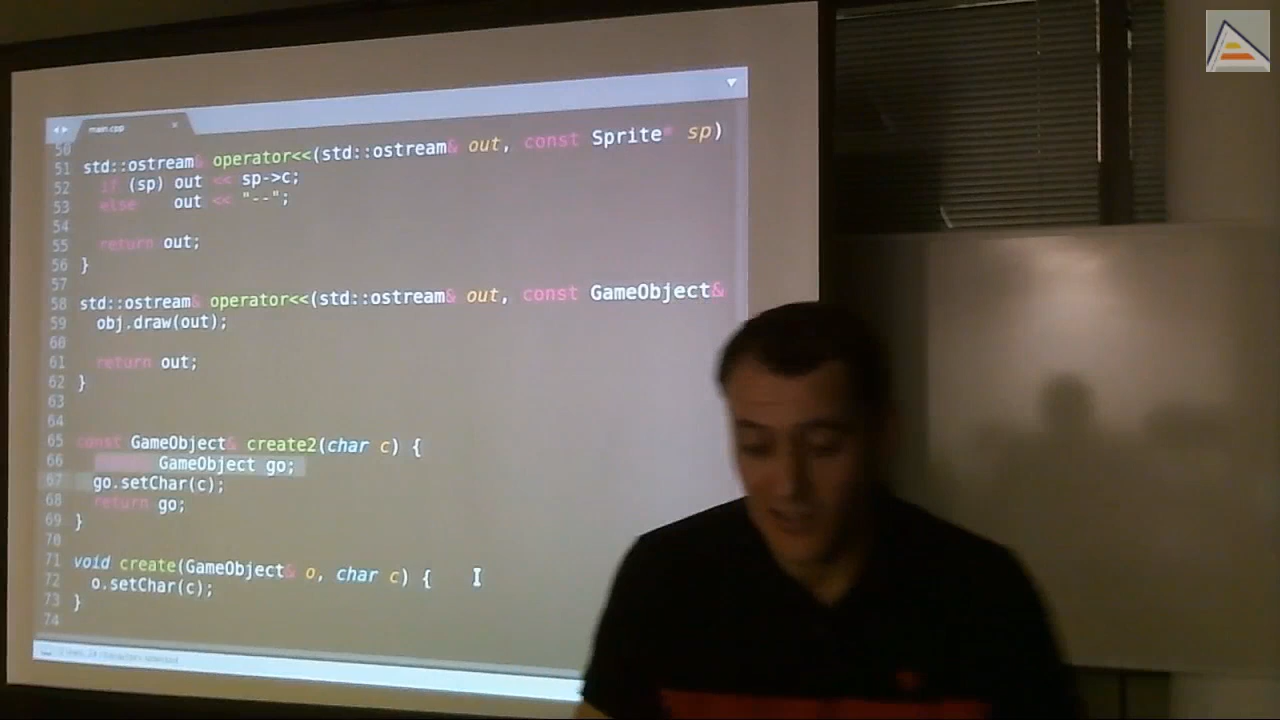 main.cpp
50
51 std::ostream& operator<<(std::ostream& out, const Sprite* sp)
52 if (sp) out << sp->c;
53 else out << "--";
54
55 return out;
56 }
57
58 std::ostream& operator<<(std::ostream& out, const GameObject&
59 obj.draw(out);
60
61 return out;
62 }
63
64
65 const GameObject& create2(char c) {
66 GameObject go;
67 go.setChar(c);
68 return go;
69 }
70
71 void create(GameObject& o, char c) {
72 o.setChar(c);
73 }
74